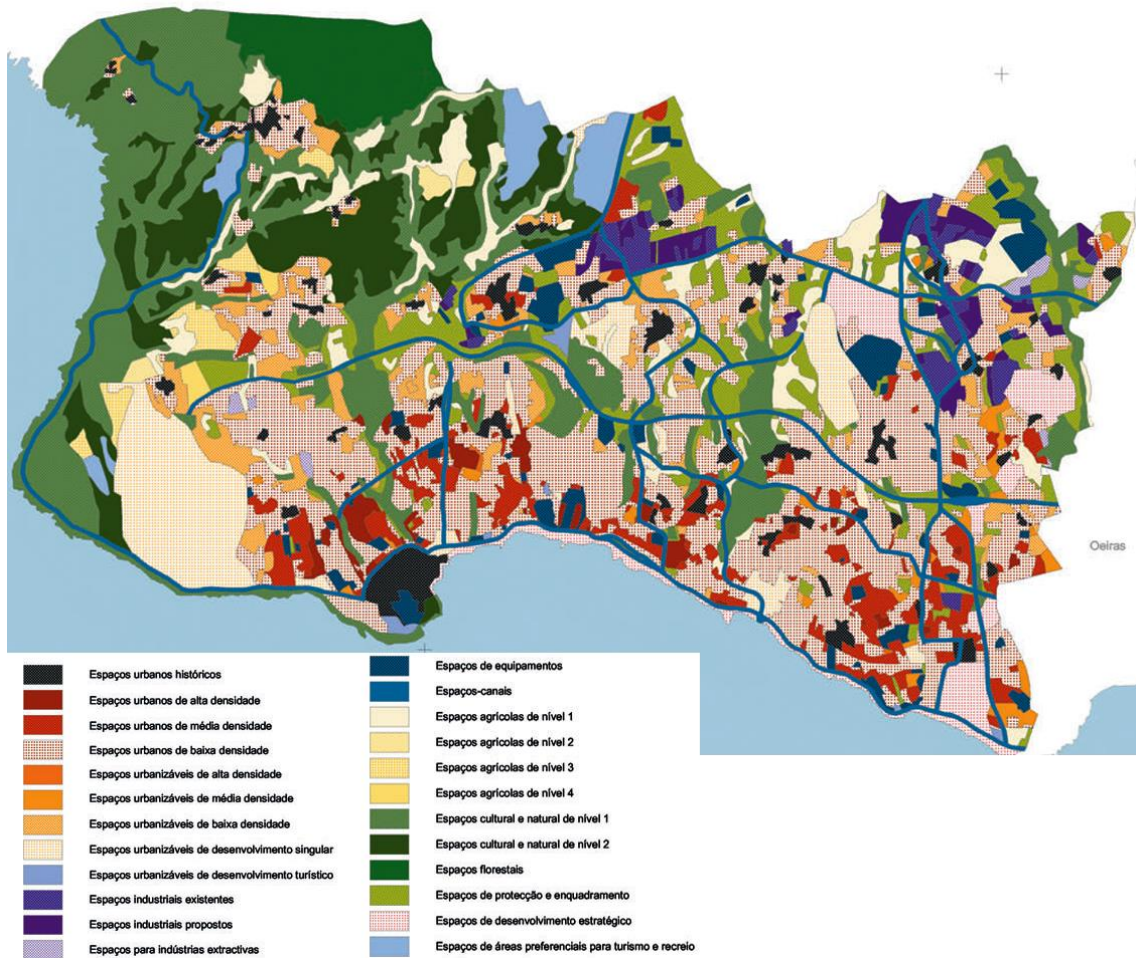 Oeiras
Espaços urbanos históricos
Espaços urbanos de alta densidade
Espaços urbanos de média densidade
Espaços urbanos de baixa densidade
Espaços urbanizáveis de alta densidade
Espaços urbanizáveis de média densidade
Espaços urbanizáveis de baixa densidade
Espaços urbanizáveis de desenvolvimento singular
Espaços urbanizáveis de desenvolvimento turístico
Espaços industriais existentes
Espaços industriais propostos
Espaços para indústrias extractivas
Espaços de equipamentos
Espaços-canais
Espaços agrícolas de nível 1
Espaços agrícolas de nível 2
Espaços agrícolas de nível 3
Espaços agrícolas de nível 4
Espaços cultural e natural de nível 1
Espaços cultural e natural de nível 2
Espaços florestais
Espaços de protecção e enquadramento
Espaços de desenvolvimento estratégico
Espaços de áreas preferenciais para turismo e recreio